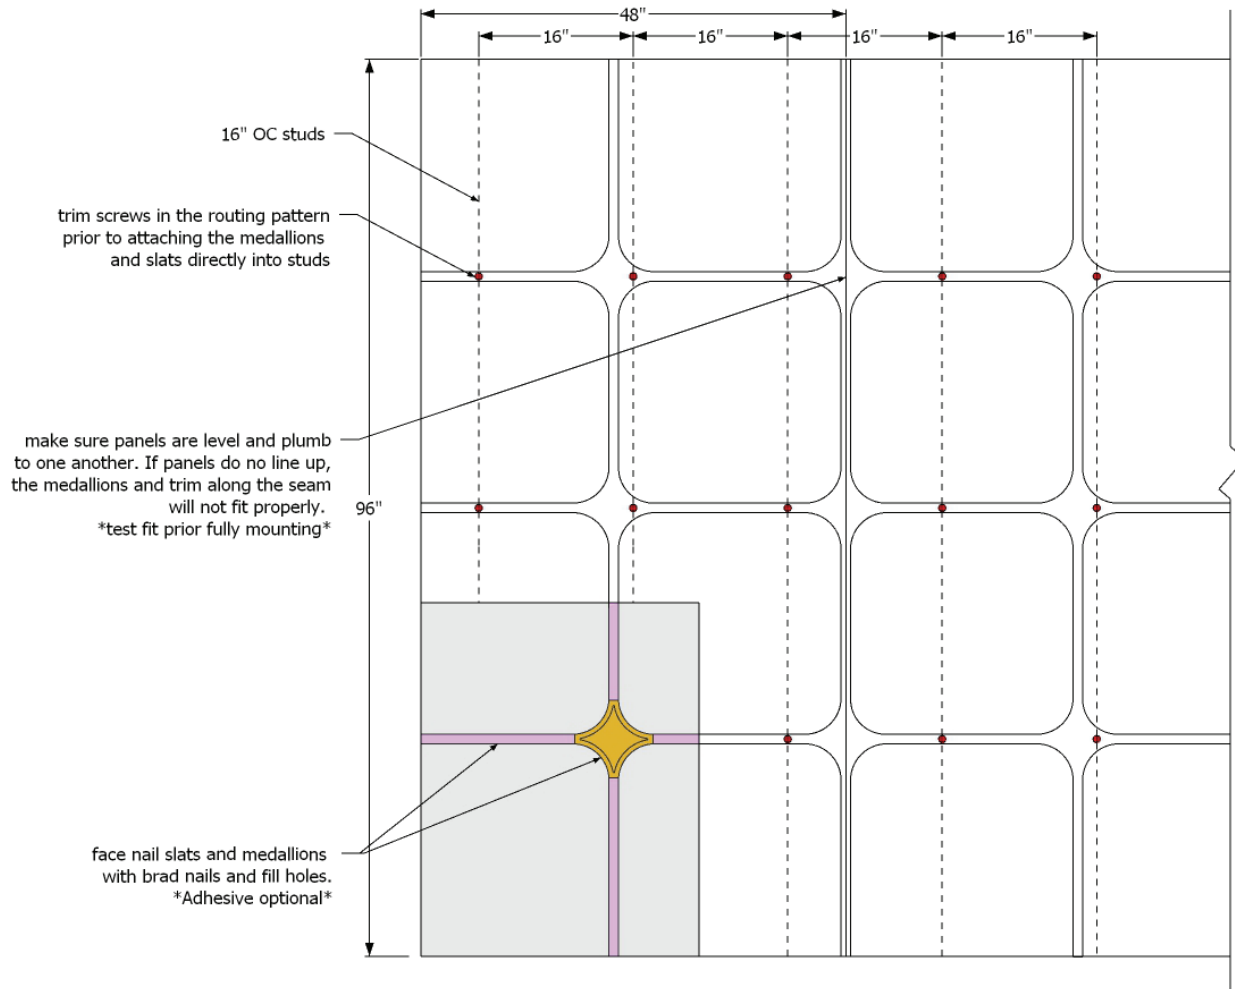 48"
16"
16"
16"
16"
16" OC studs
trim screws in the routing pattern
prior to attaching the medallions
and slats directly into studs
make sure panels are level and plumb
to one another. If panels do no line up,
the medallions and trim along the seam
will not fit properly.
*test fit prior fully mounting*
96"
face nail slats and medallions
with brad nails and fill holes.
*Adhesive optional*